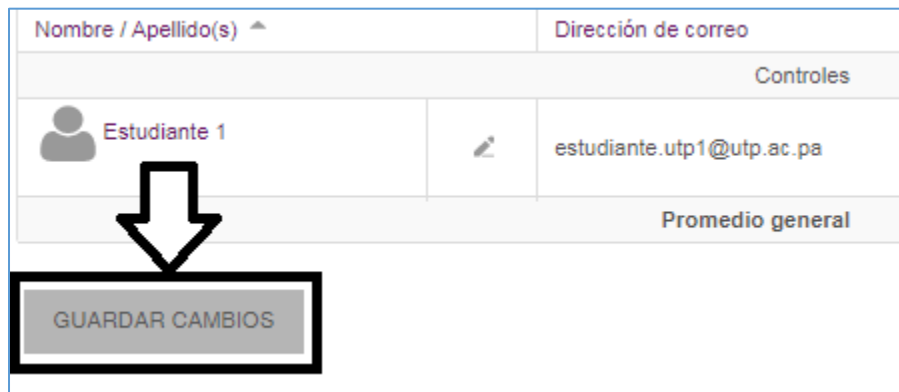 Nombre / Apellido(s) Dirección de correo
Controles
Estudiante 1 estudiante.utp1@utp.ac.pa
Promedio general
GUARDAR CAMBIOS